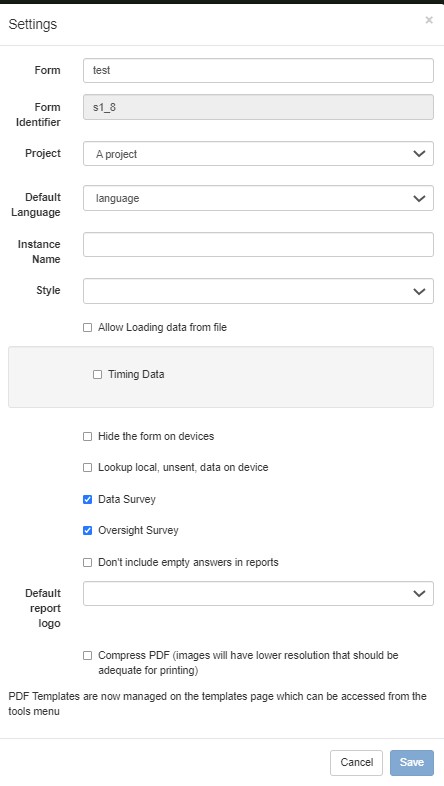 Settings
×
Form
test
Form
Identifier
s1_8
Project
A project
Default
Language
language
Instance
Name
Style
Allow Loading data from file
Timing Data
Hide the form on devices
Lookup local, unsent, data on device
Data Survey
Oversight Survey
Don't include empty answers in reports
Default
report
logo
Compress PDF (images will have lower resolution that should be
adequate for printing)
PDF Templates are now managed on the templates page which can be accessed from the
tools menu
Cancel
Save